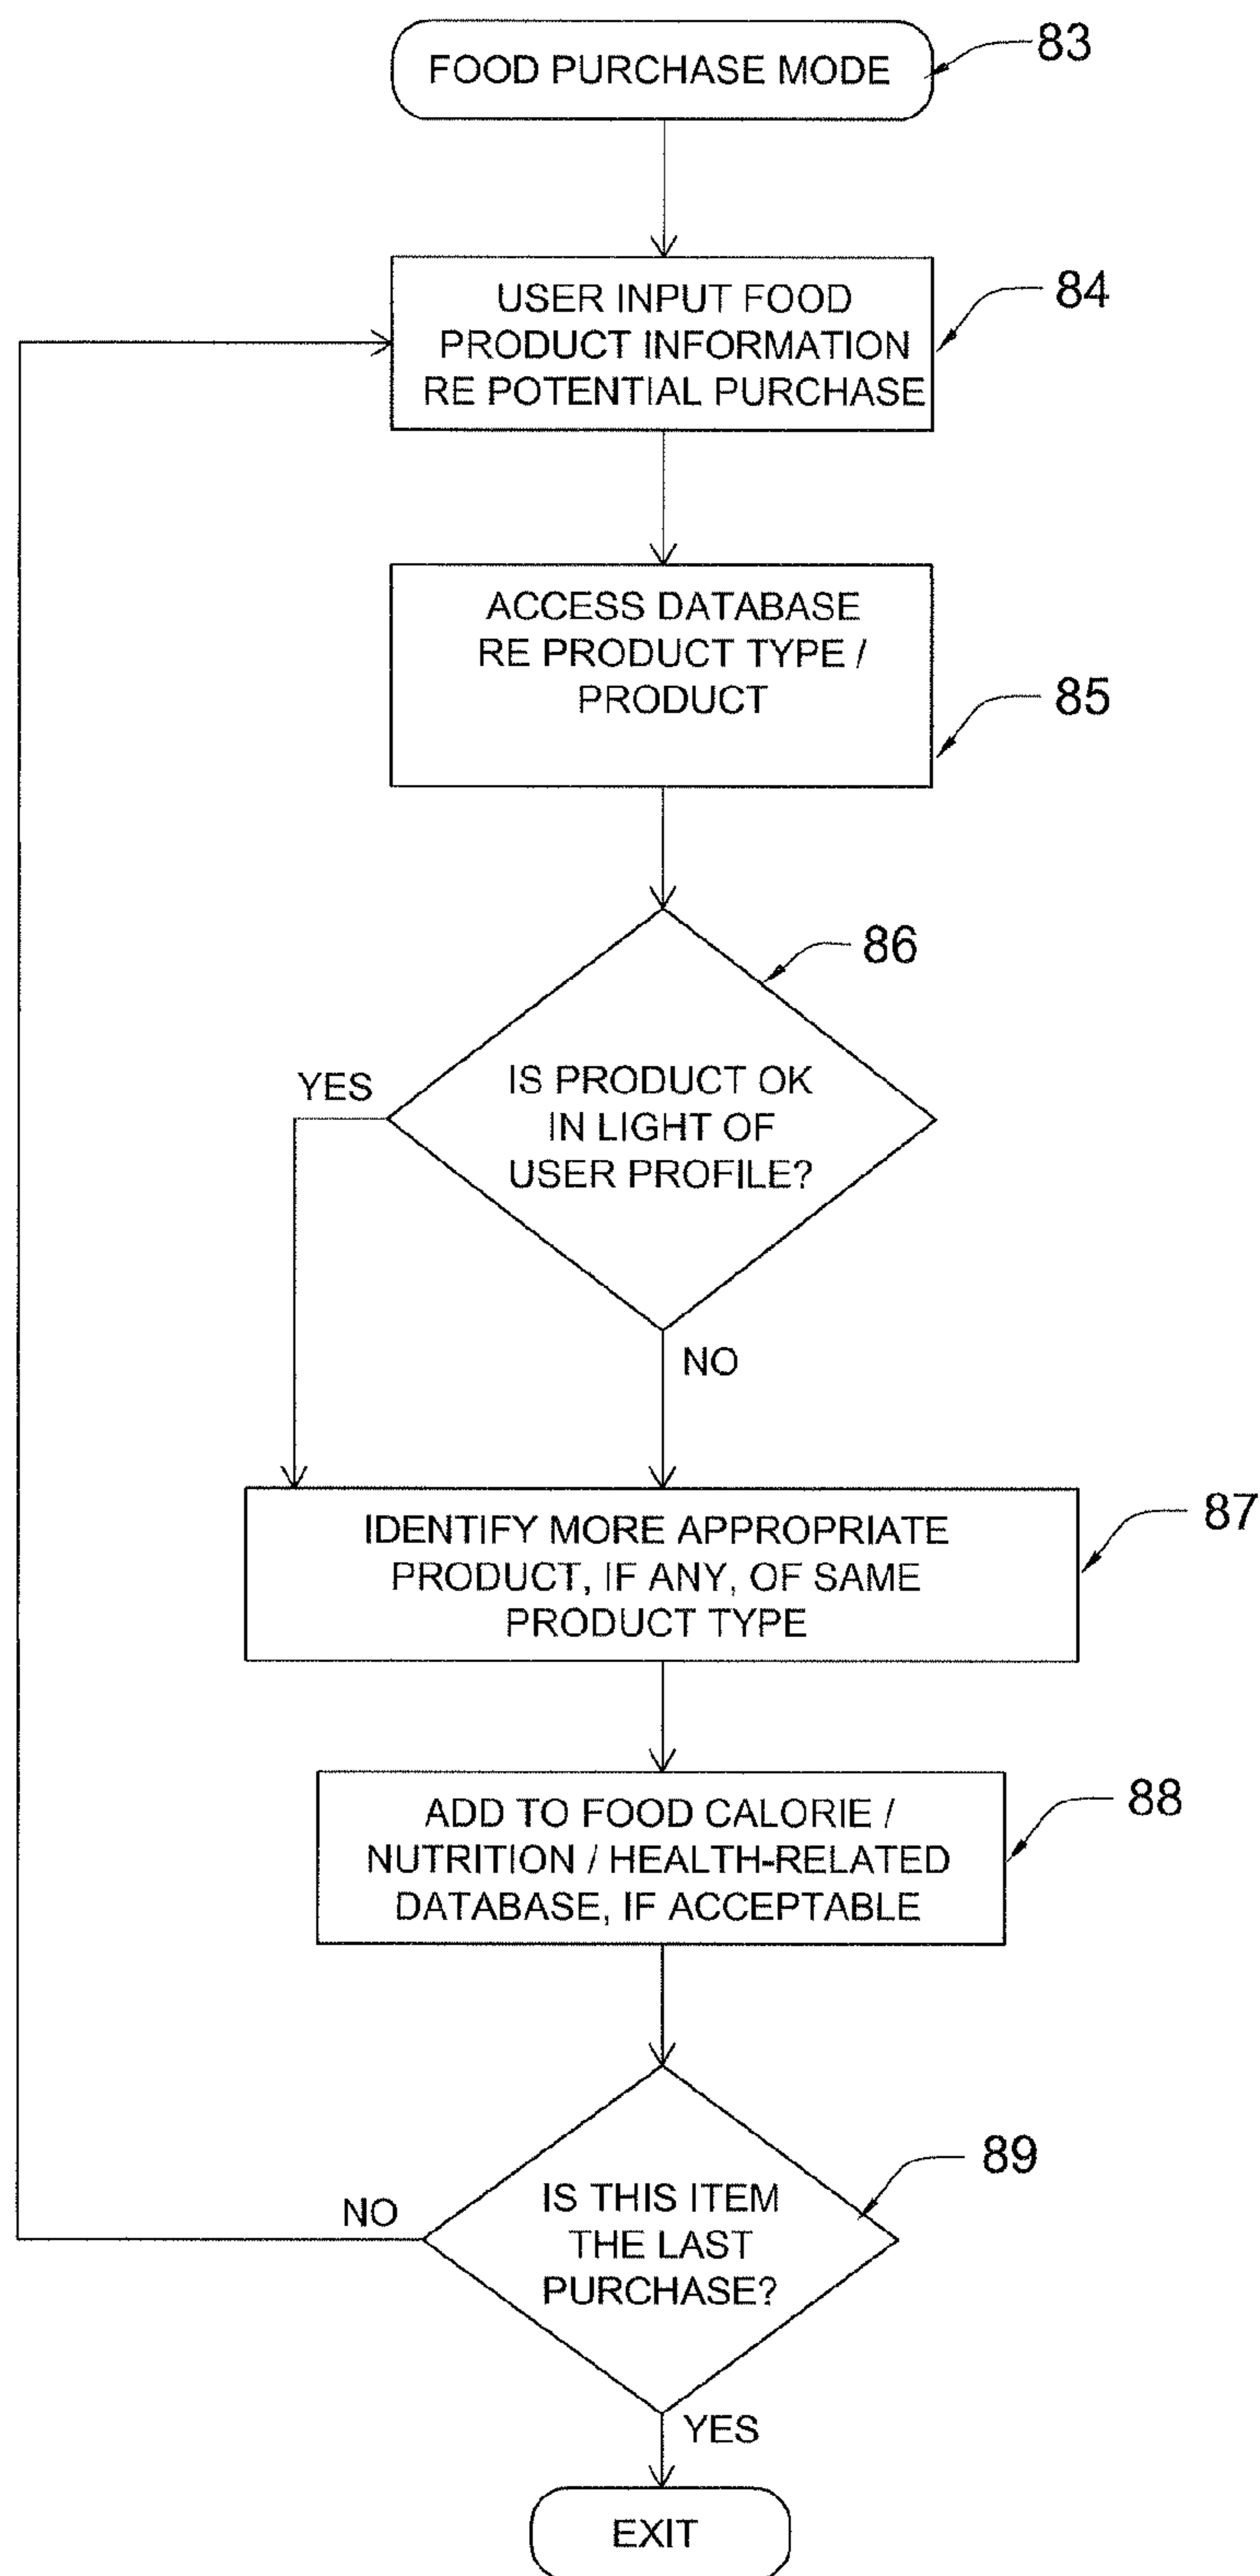 FOOD PURCHASE MODE
83
USER INPUT FOOD
PRODUCT INFORMATION
RE POTENTIAL PURCHASE
84
ACCESS DATABASE
RE PRODUCT TYPE /
PRODUCT
85
86
IS PRODUCT OK
IN LIGHT OF
USER PROFILE?
YES
NO
IDENTIFY MORE APPROPRIATE
PRODUCT, IF ANY, OF SAME
PRODUCT TYPE
87
ADD TO FOOD CALORIE /
NUTRITION / HEALTH-RELATED
DATABASE, IF ACCEPTABLE
88
89
IS THIS ITEM
THE LAST
PURCHASE?
NO
YES
EXIT